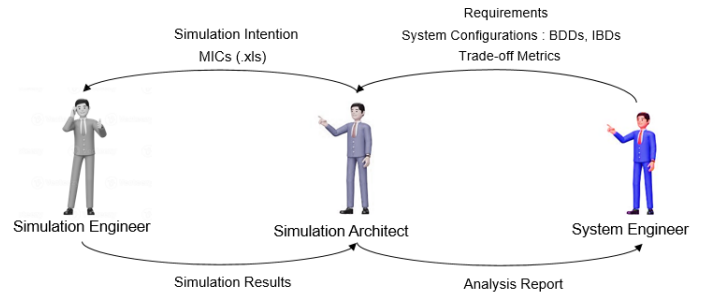 Requirements
System Configurations : BDDs, IBDs
Trade-off Metrics
Simulation Intention
MICs (.xls)
Simulation Engineer
Simulation Architect
System Engineer
Simulation Results
Analysis Report